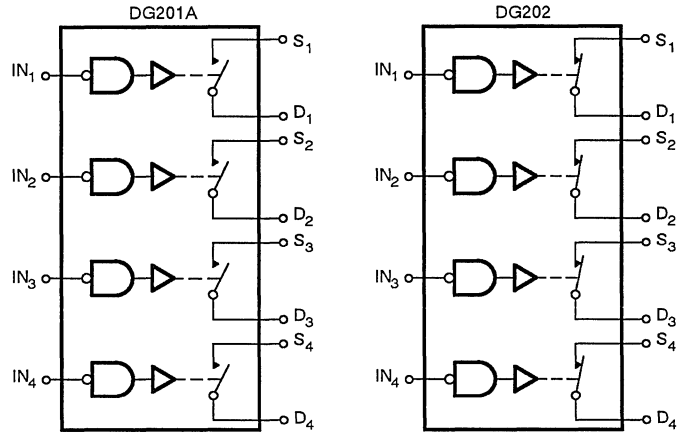 DG201A
IN1
S1
D1
IN2
S2
D2
IN3
S3
D3
IN4
S4
D4
DG202
IN1
S1
D1
IN2
S2
D2
IN3
S3
D3
IN4
S4
D4